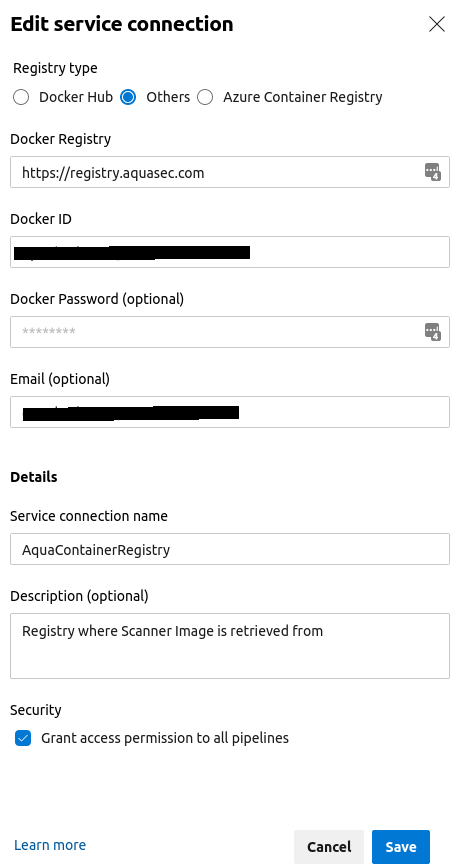 Edit service connection
Registry type
Docker Hub Others Azure Container Registry
Docker Registry
https://registry.aquasec.com
Docker ID
Docker Password (optional)
********
Email (optional)
Details
Service connection name
AquaContainerRegistry
Description (optional)
Registry where Scanner Image is retrieved from
Security
Grant access permission to all pipelines
Learn more
Cancel
Save